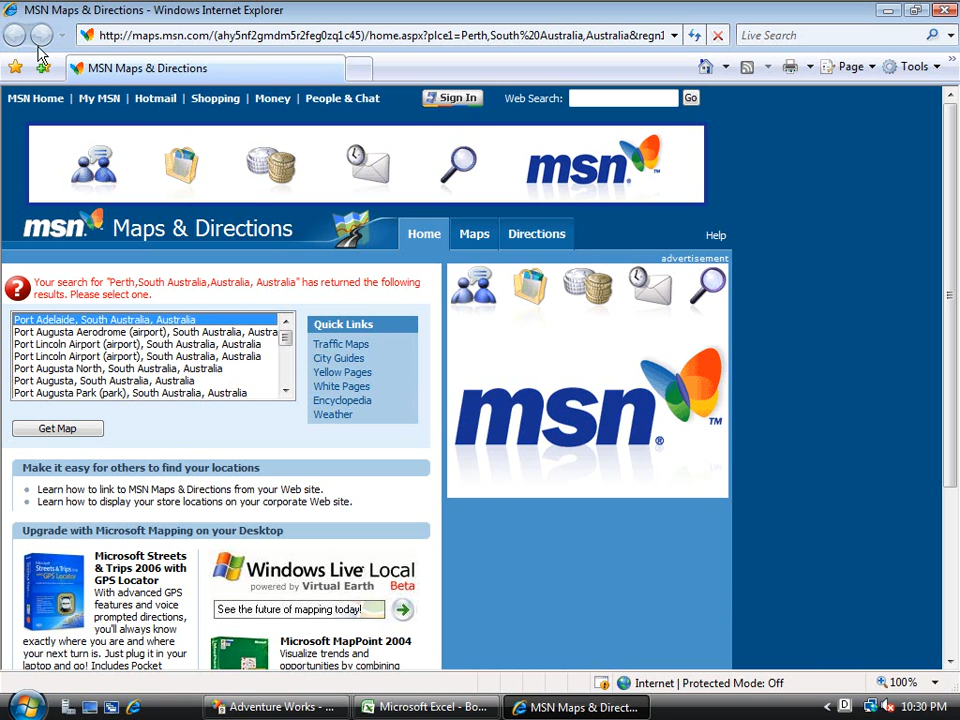 MSN Maps & Directions - Windows Internet Explorer
http://maps.msn.com/(ahy5nf2gmdm5r2feg0zq1c45)/home.aspx?plce1=Perth,South%20Australia,Australia&regn1
Live Search
MSN Maps & Directions
Page
Tools
MSN Home | My MSN | Hotmail | Shopping | Money | People & Chat
Sign In
Web Search:
Go
msn
msn Maps & Directions
Home
Maps
Directions
Help
advertisement
Your search for "Perth,South Australia,Australia, Australia" has returned the following
results. Please select one.
Port Adelaide, South Australia, Australia
Port Augusta Aerodrome (airport), South Australia, Austra
Port Lincoln Airport (airport), South Australia, Australia
Port Lincoln Airport (airport), South Australia, Australia
Port Augusta North, South Australia, Australia
Port Augusta, South Australia, Australia
Port Augusta Park (park), South Australia, Australia
Get Map
Quick Links
Traffic Maps
City Guides
Yellow Pages
White Pages
Encyclopedia
Weather
msn
Make it easy for others to find your locations
Learn how to link to MSN Maps & Directions from your Web site.
Learn how to display your store locations on your corporate Web site.
Upgrade with Microsoft Mapping on your Desktop
Microsoft Streets
& Trips 2006 with
GPS Locator
With advanced GPS
features and voice
prompted directions,
you'll always know
exactly where you are and where
your next turn is. Just plug it in your
laptop and go! Includes Pocket
Windows Live Local
powered by Virtual Earth Beta
See the future of mapping today!
Microsoft MapPoint 2004
Visualize trends and
opportunities by combining
Internet | Protected Mode: Off
100%
Adventure Works - ...
Microsoft Excel - Bo...
MSN Maps & Direct...
D
10:30 PM